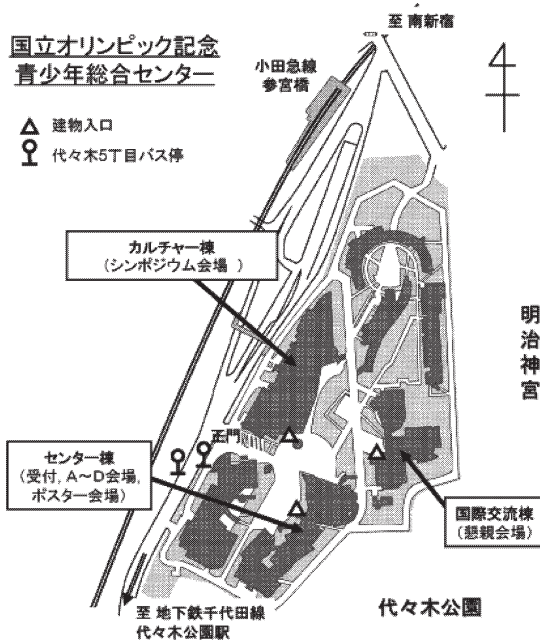 至 南新宿
国立オリンピック記念
青少年総合センター
小田急線
参宮橋
建物入口
代々木5丁目バス停
カルチャー棟
(シンポジウム会場 )
明治神宮
正門
センター棟
(受付, A～D会場,
ポスター会場)
国際交流棟
(懇親会場)
至 地下鉄千代田線
代々木公園駅
代々木公園